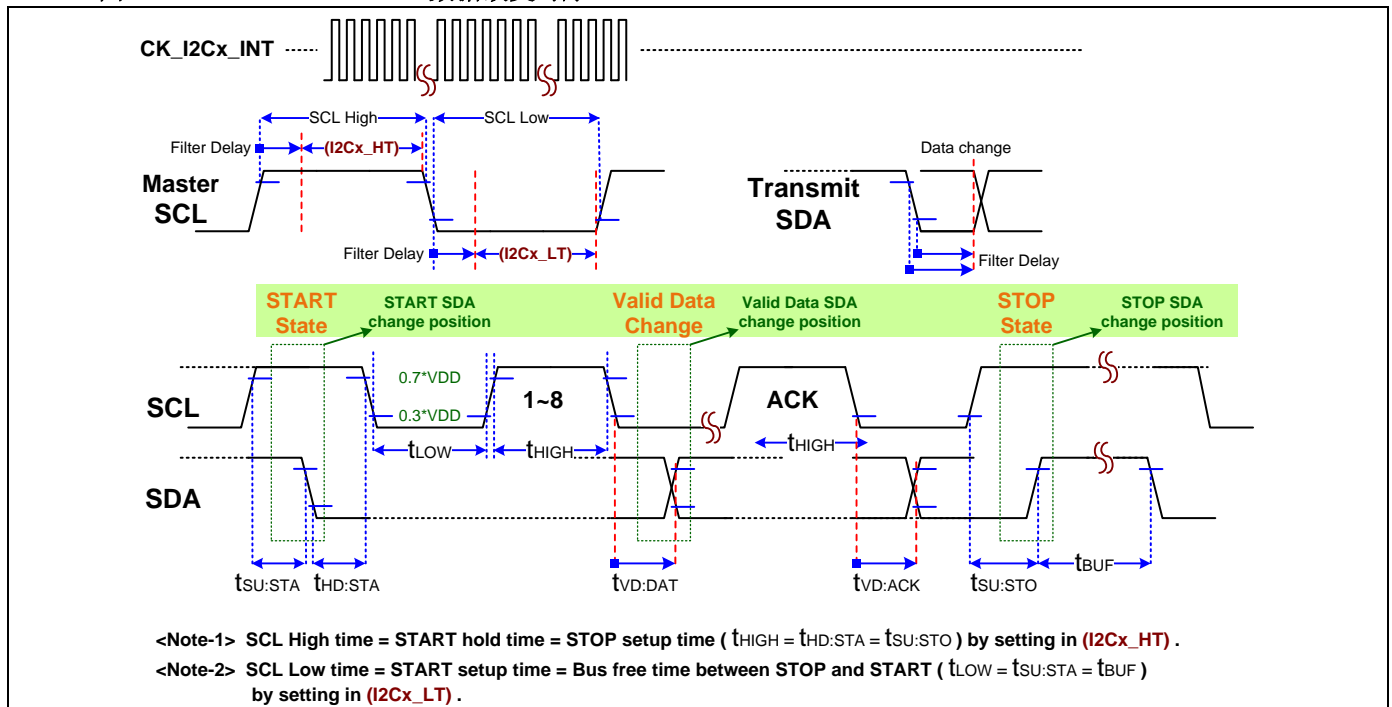 CK_I2Cx_INT
SCL High
SCL Low
Filter Delay
(I2Cx_HT)
Data change
Master
SCL
Transmit
SDA
Filter Delay
(I2Cx_LT)
Filter Delay
START
State
START SDA
change position
Valid Data
Change
Valid Data SDA
change position
STOP
State
STOP SDA
change position
SCL
0.7*VDD
0.3*VDD
1~8
ACK
tLOW
tHIGH
tHIGH
SDA
tSU:STA
tHD:STA
tVD:DAT
tVD:ACK
tSU:STO
tBUF
<Note-1> SCL High time = START hold time = STOP setup time ( tHIGH = tHD:STA = tSU:STO ) by setting in (I2Cx_HT) .
<Note-2> SCL Low time = START setup time = Bus free time between STOP and START ( tLOW = tSU:STA = tBUF )
by setting in (I2Cx_LT) .